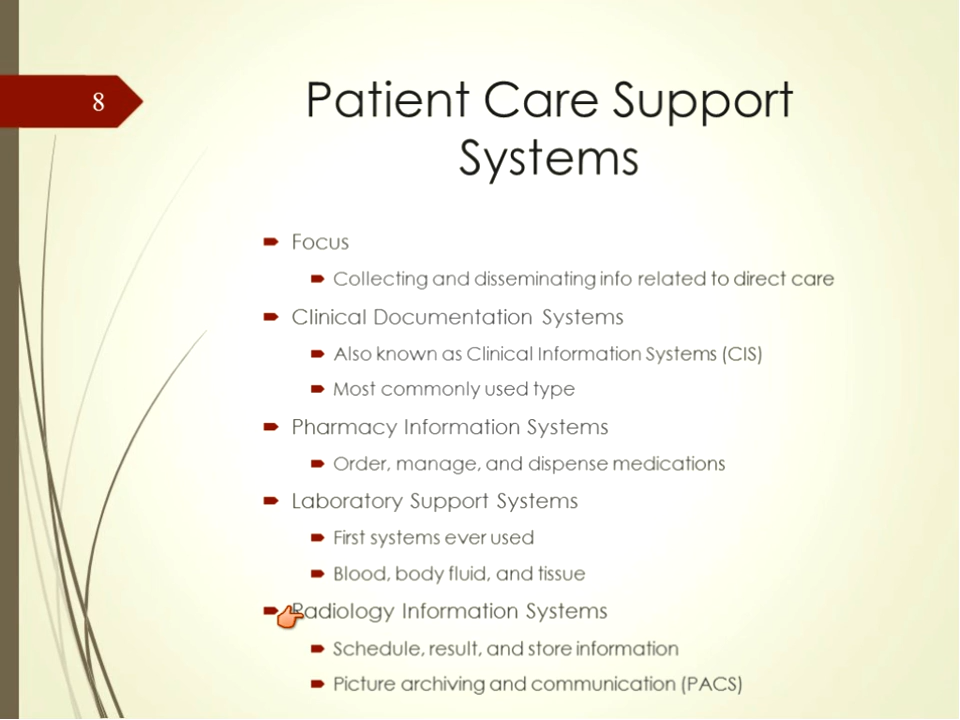 8
Patient Care Support
Systems
Focus
Collecting and disseminating info related to direct care
Clinical Documentation Systems
Also known as Clinical Information Systems (CIS)
Most commonly used type
Pharmacy Information Systems
Order, manage, and dispense medications
Laboratory Support Systems
First systems ever used
Blood, body fluid, and tissue
Radiology Information Systems
Schedule, result, and store information
Picture archiving and communication (PACS)